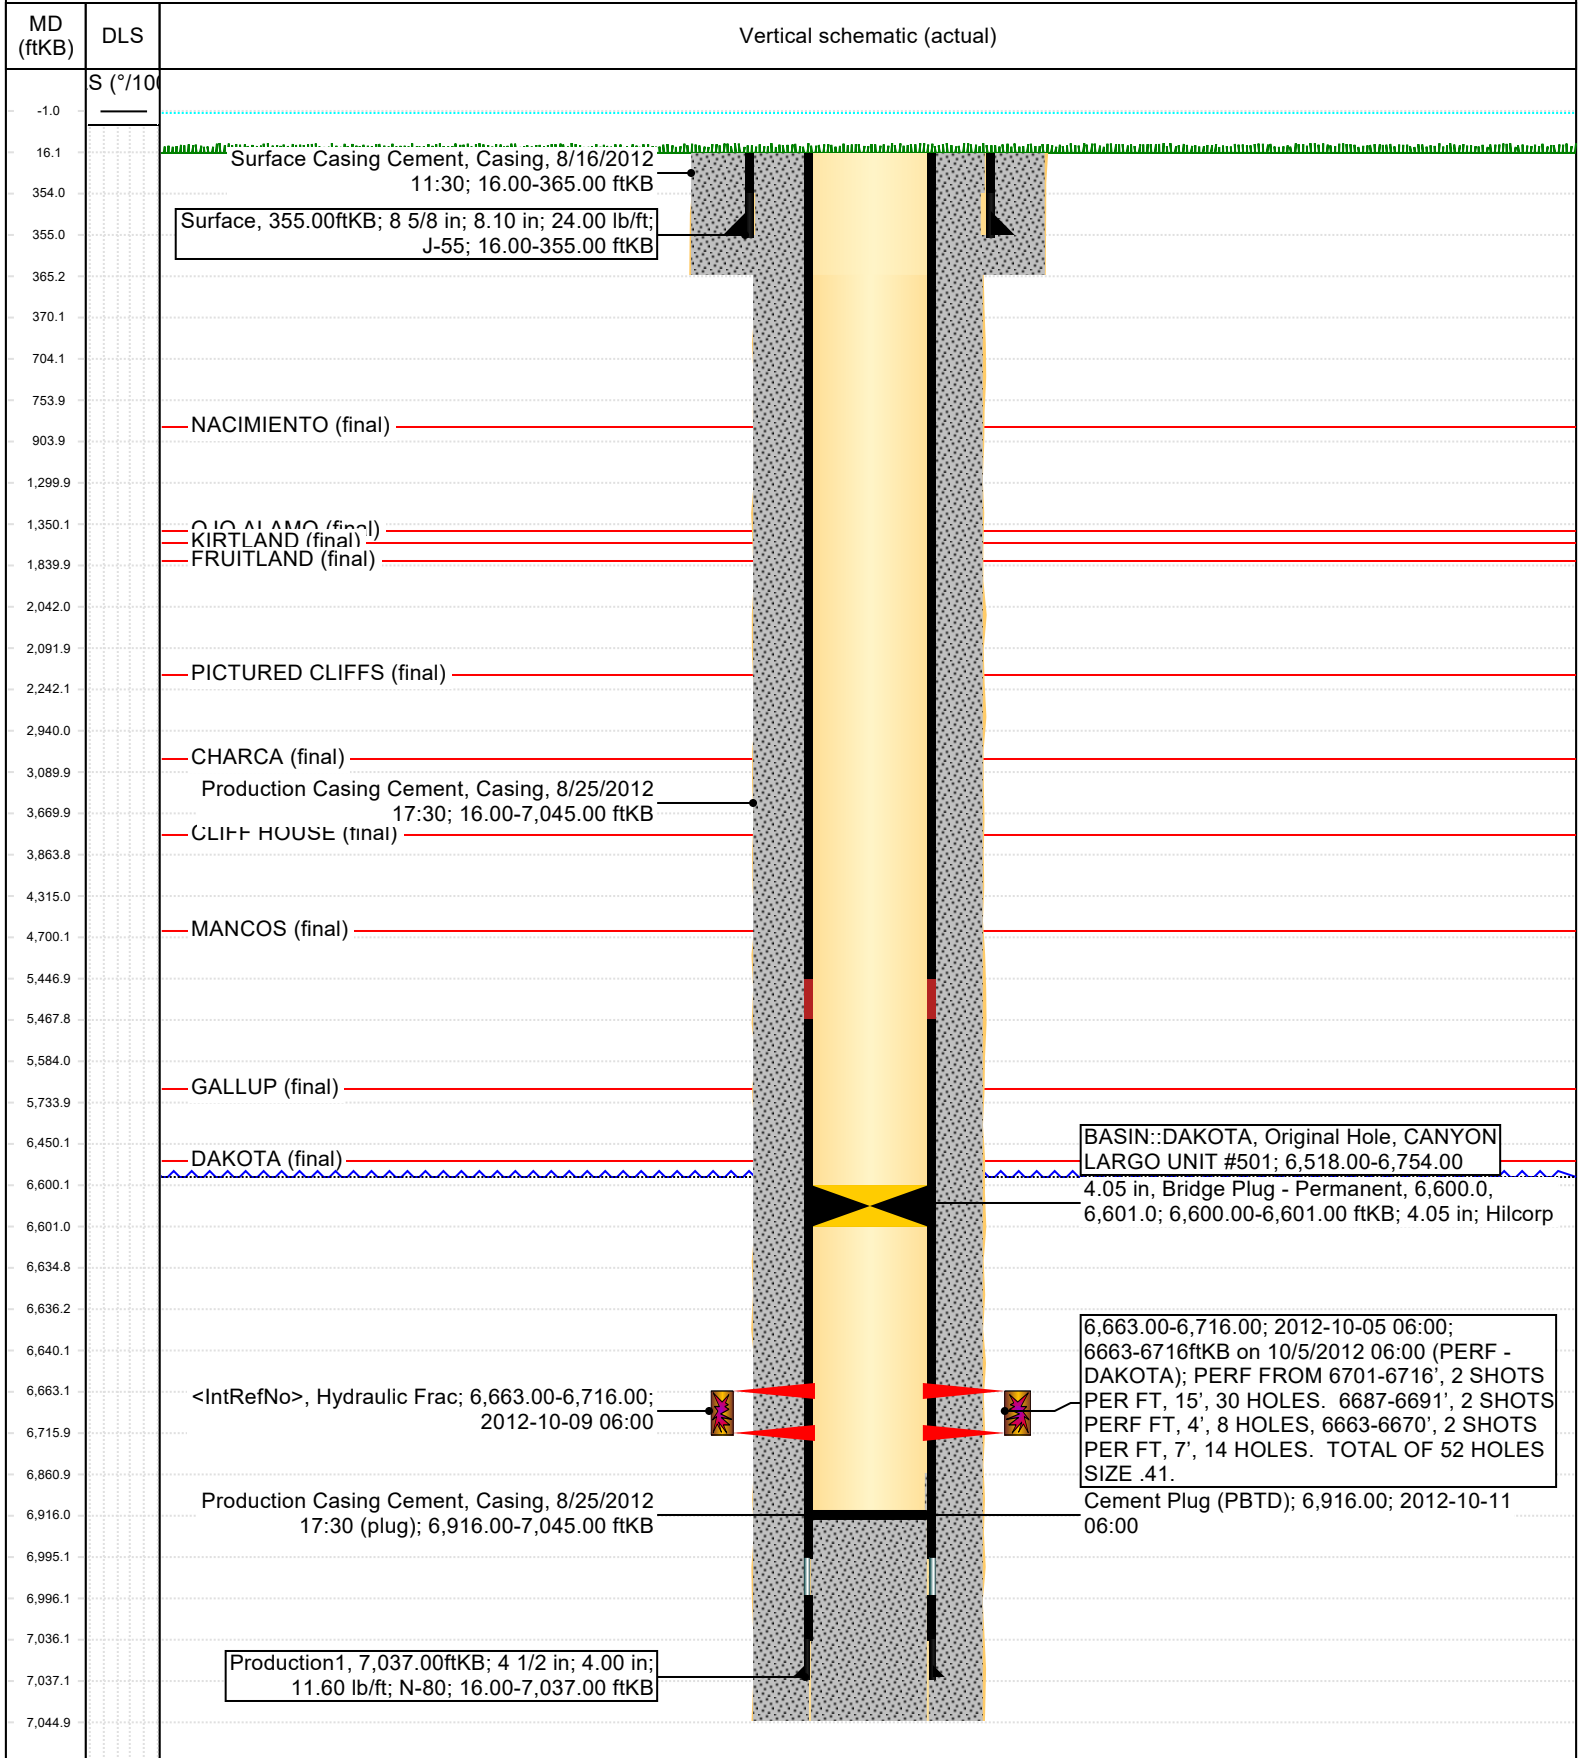 MD
(ftKB)
DLS
Vertical schematic (actual)
S (°/100
-1.0
16.1
Surface Casing Cement, Casing, 8/16/2012
11:30; 16.00-365.00 ftKB
354.0
Surface, 355.00ftKB; 8 5/8 in; 8.10 in; 24.00 lb/ft;
J-55; 16.00-355.00 ftKB
355.0
365.2
370.1
704.1
753.9
NACIMIENTO (final)
903.9
1,299.9
1,350.1
OJO ALAMO (final)
KIRTLAND (final)
FRUITLAND (final)
1,839.9
2,042.0
2,091.9
PICTURED CLIFFS (final)
2,242.1
2,940.0
CHARCA (final)
3,089.9
Production Casing Cement, Casing, 8/25/2012
17:30; 16.00-7,045.00 ftKB
3,669.9
CLIFF HOUSE (final)
3,863.8
4,315.0
MANCOS (final)
4,700.1
5,446.9
5,467.8
5,584.0
GALLUP (final)
5,733.9
6,450.1
BASIN::DAKOTA, Original Hole, CANYON
LARGO UNIT #501; 6,518.00-6,754.00
DAKOTA (final)
6,600.1
4.05 in, Bridge Plug - Permanent, 6,600.0,
6,601.0; 6,600.00-6,601.00 ftKB; 4.05 in; Hilcorp
6,601.0
6,634.8
6,636.2
6,640.1
6,663.00-6,716.00; 2012-10-05 06:00;
6663-6716ftKB on 10/5/2012 06:00 (PERF -
DAKOTA); PERF FROM 6701-6716’, 2 SHOTS
PER FT, 15’, 30 HOLES.  6687-6691’, 2 SHOTS
PERF FT, 4’, 8 HOLES, 6663-6670’, 2 SHOTS
PER FT, 7’, 14 HOLES.  TOTAL OF 52 HOLES
SIZE .41.
6,663.1
<IntRefNo>, Hydraulic Frac; 6,663.00-6,716.00;
2012-10-09 06:00
6,715.9
6,860.9
Production Casing Cement, Casing, 8/25/2012
17:30 (plug); 6,916.00-7,045.00 ftKB
Cement Plug (PBTD); 6,916.00; 2012-10-11
06:00
6,916.0
6,995.1
6,996.1
7,036.1
Production1, 7,037.00ftKB; 4 1/2 in; 4.00 in;
11.60 lb/ft; N-80; 16.00-7,037.00 ftKB
7,037.1
7,044.9